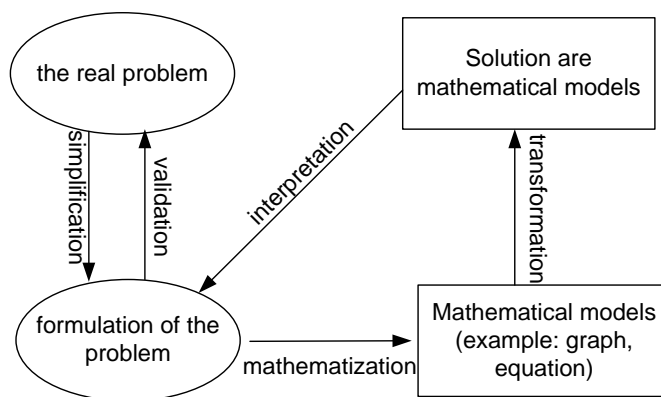 the real problem
Solution are
mathematical models
simplification
validation
interpretation
transformation
formulation of the
problem
mathematization
Mathematical models
(example: graph,
equation)